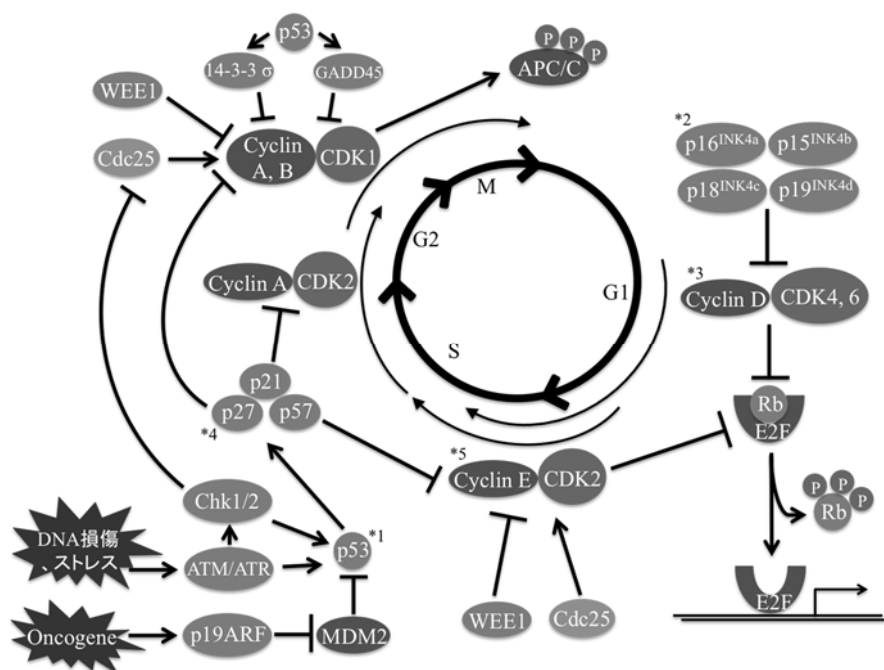 p53
14-3-3 σ
GADD45
WEE1
Cdc25
Cyclin
A, B
CDK1
P
P
P
APC/C
*2
p16INK4a
p15INK4b
p18INK4c
p19INK4d
M
G2
G1
S
Cyclin A
CDK2
*3
Cyclin D
CDK4, 6
p21
p27
p57
*4
Rb
E2F
*5
Cyclin E
CDK2
P
P
P
Rb
Chk1/2
DNA損傷
、ストレス
ATM/ATR
p53
*1
Oncogene
p19ARF
MDM2
WEE1
Cdc25
E2F